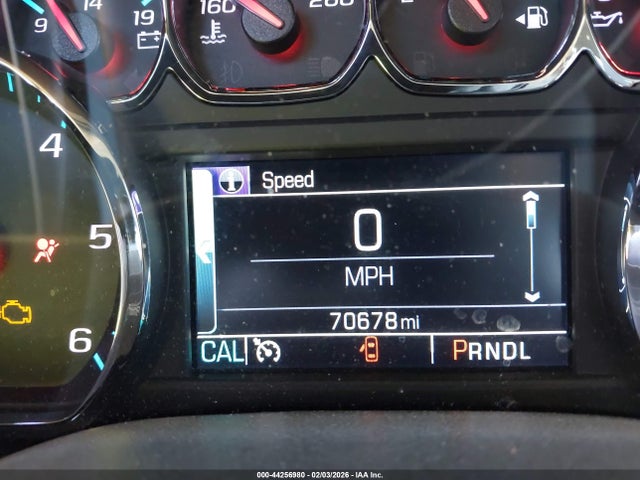 9 14 19 160 260
4
5
6
Speed
0
MPH
70678 mi
CAL PRNDL
000-44256980 - 02/03/2026 - IAA Inc.